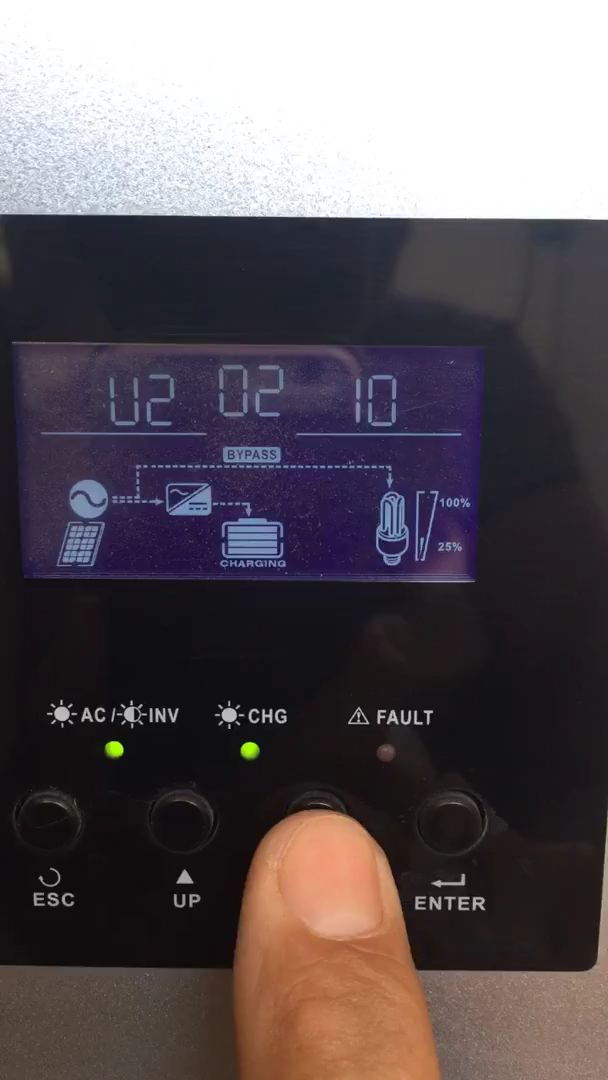 U2 02 10
BYPASS
100%
25%
CHARGING
AC / INV CHG FAULT
ESC UP ENTER